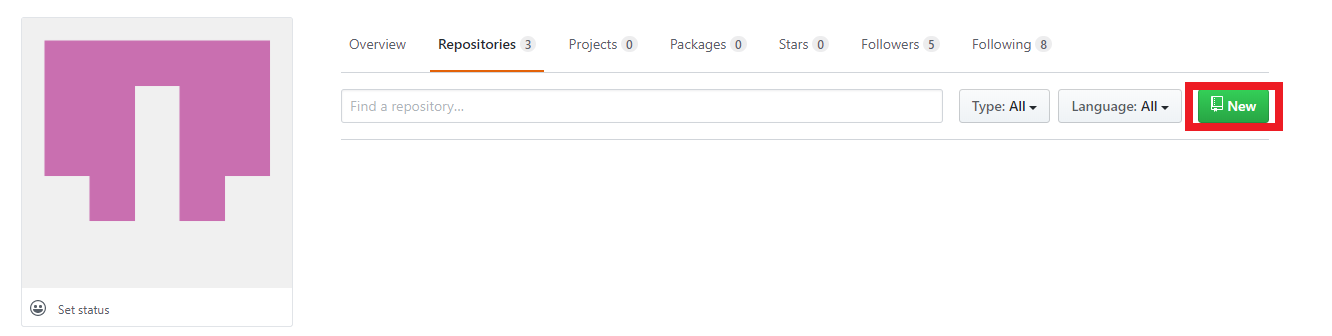 Overview Repositories 3 Projects 0 Packages 0 Stars 0 Followers 5 Following 8
Find a repository... Type: All Language: All New
Set status